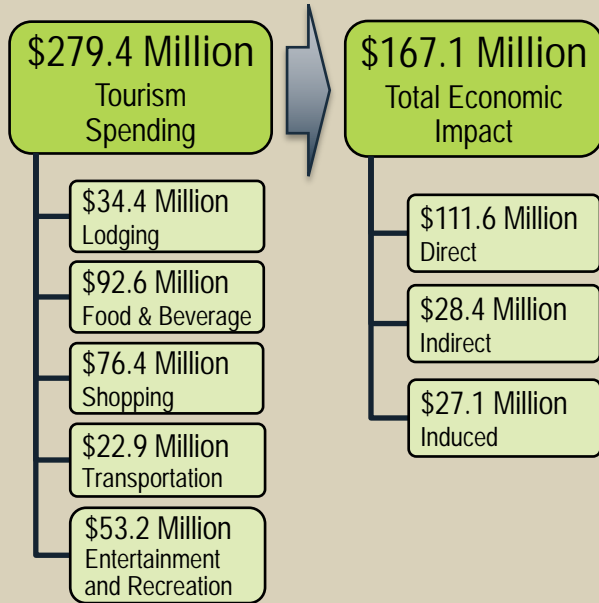 $279.4 Million
Tourism
Spending
$34.4 Million
Lodging
$92.6 Million
Food & Beverage
$76.4 Million
Shopping
$22.9 Million
Transportation
$53.2 Million
Entertainment
and Recreation
$167.1 Million
Total Economic
Impact
$111.6 Million
Direct
$28.4 Million
Indirect
$27.1 Million
Induced